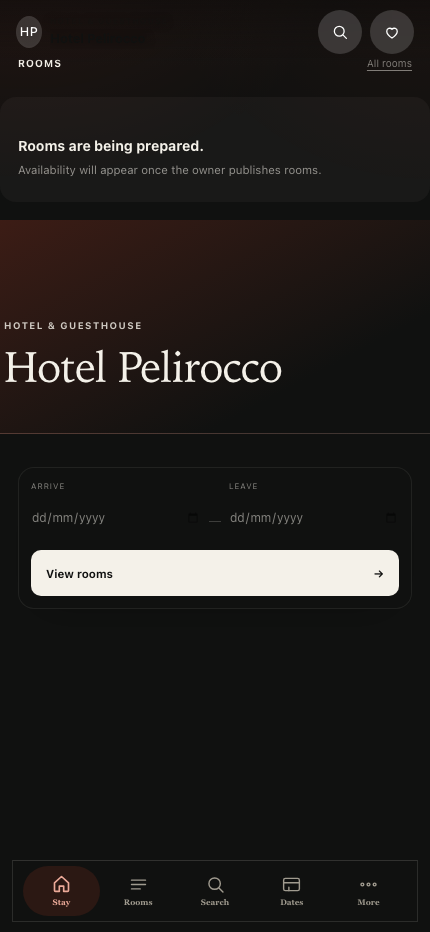 HP
ROOMS
All rooms
Rooms are being prepared.
Availability will appear once the owner publishes rooms.
HOTEL & GUESTHOUSE
Hotel Pelirocco
ARRIVE
LEAVE
dd/mm/yyyy — dd/mm/yyyy
View rooms →
Stay
Rooms
Search
Dates
More